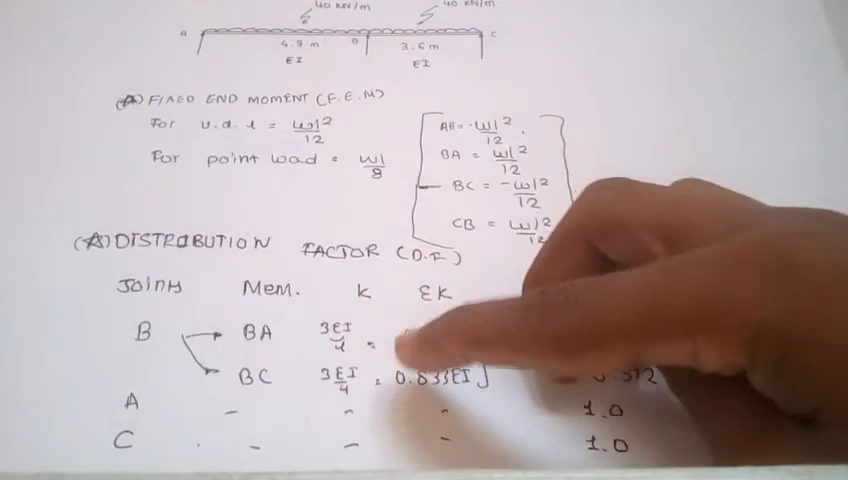 40 KN/m 40 KN/m
A B C
4.8 m 3.6 m
EI EI
(A) FIXED END MOMENT (F.E.M)
For u.d.l = wl²/12
For point woad = wl/8
AB = -wl²/12
BA = wl²/12
BC = -wl²/12
CB = wl²/12
(A) DISTRIBUTION FACTOR (D.F)
Joints Mem. K ΣK
B BA 3EI/4 =
BC 3EI/4 = 0.833EI
A - - - 1.0
C - - - 1.0